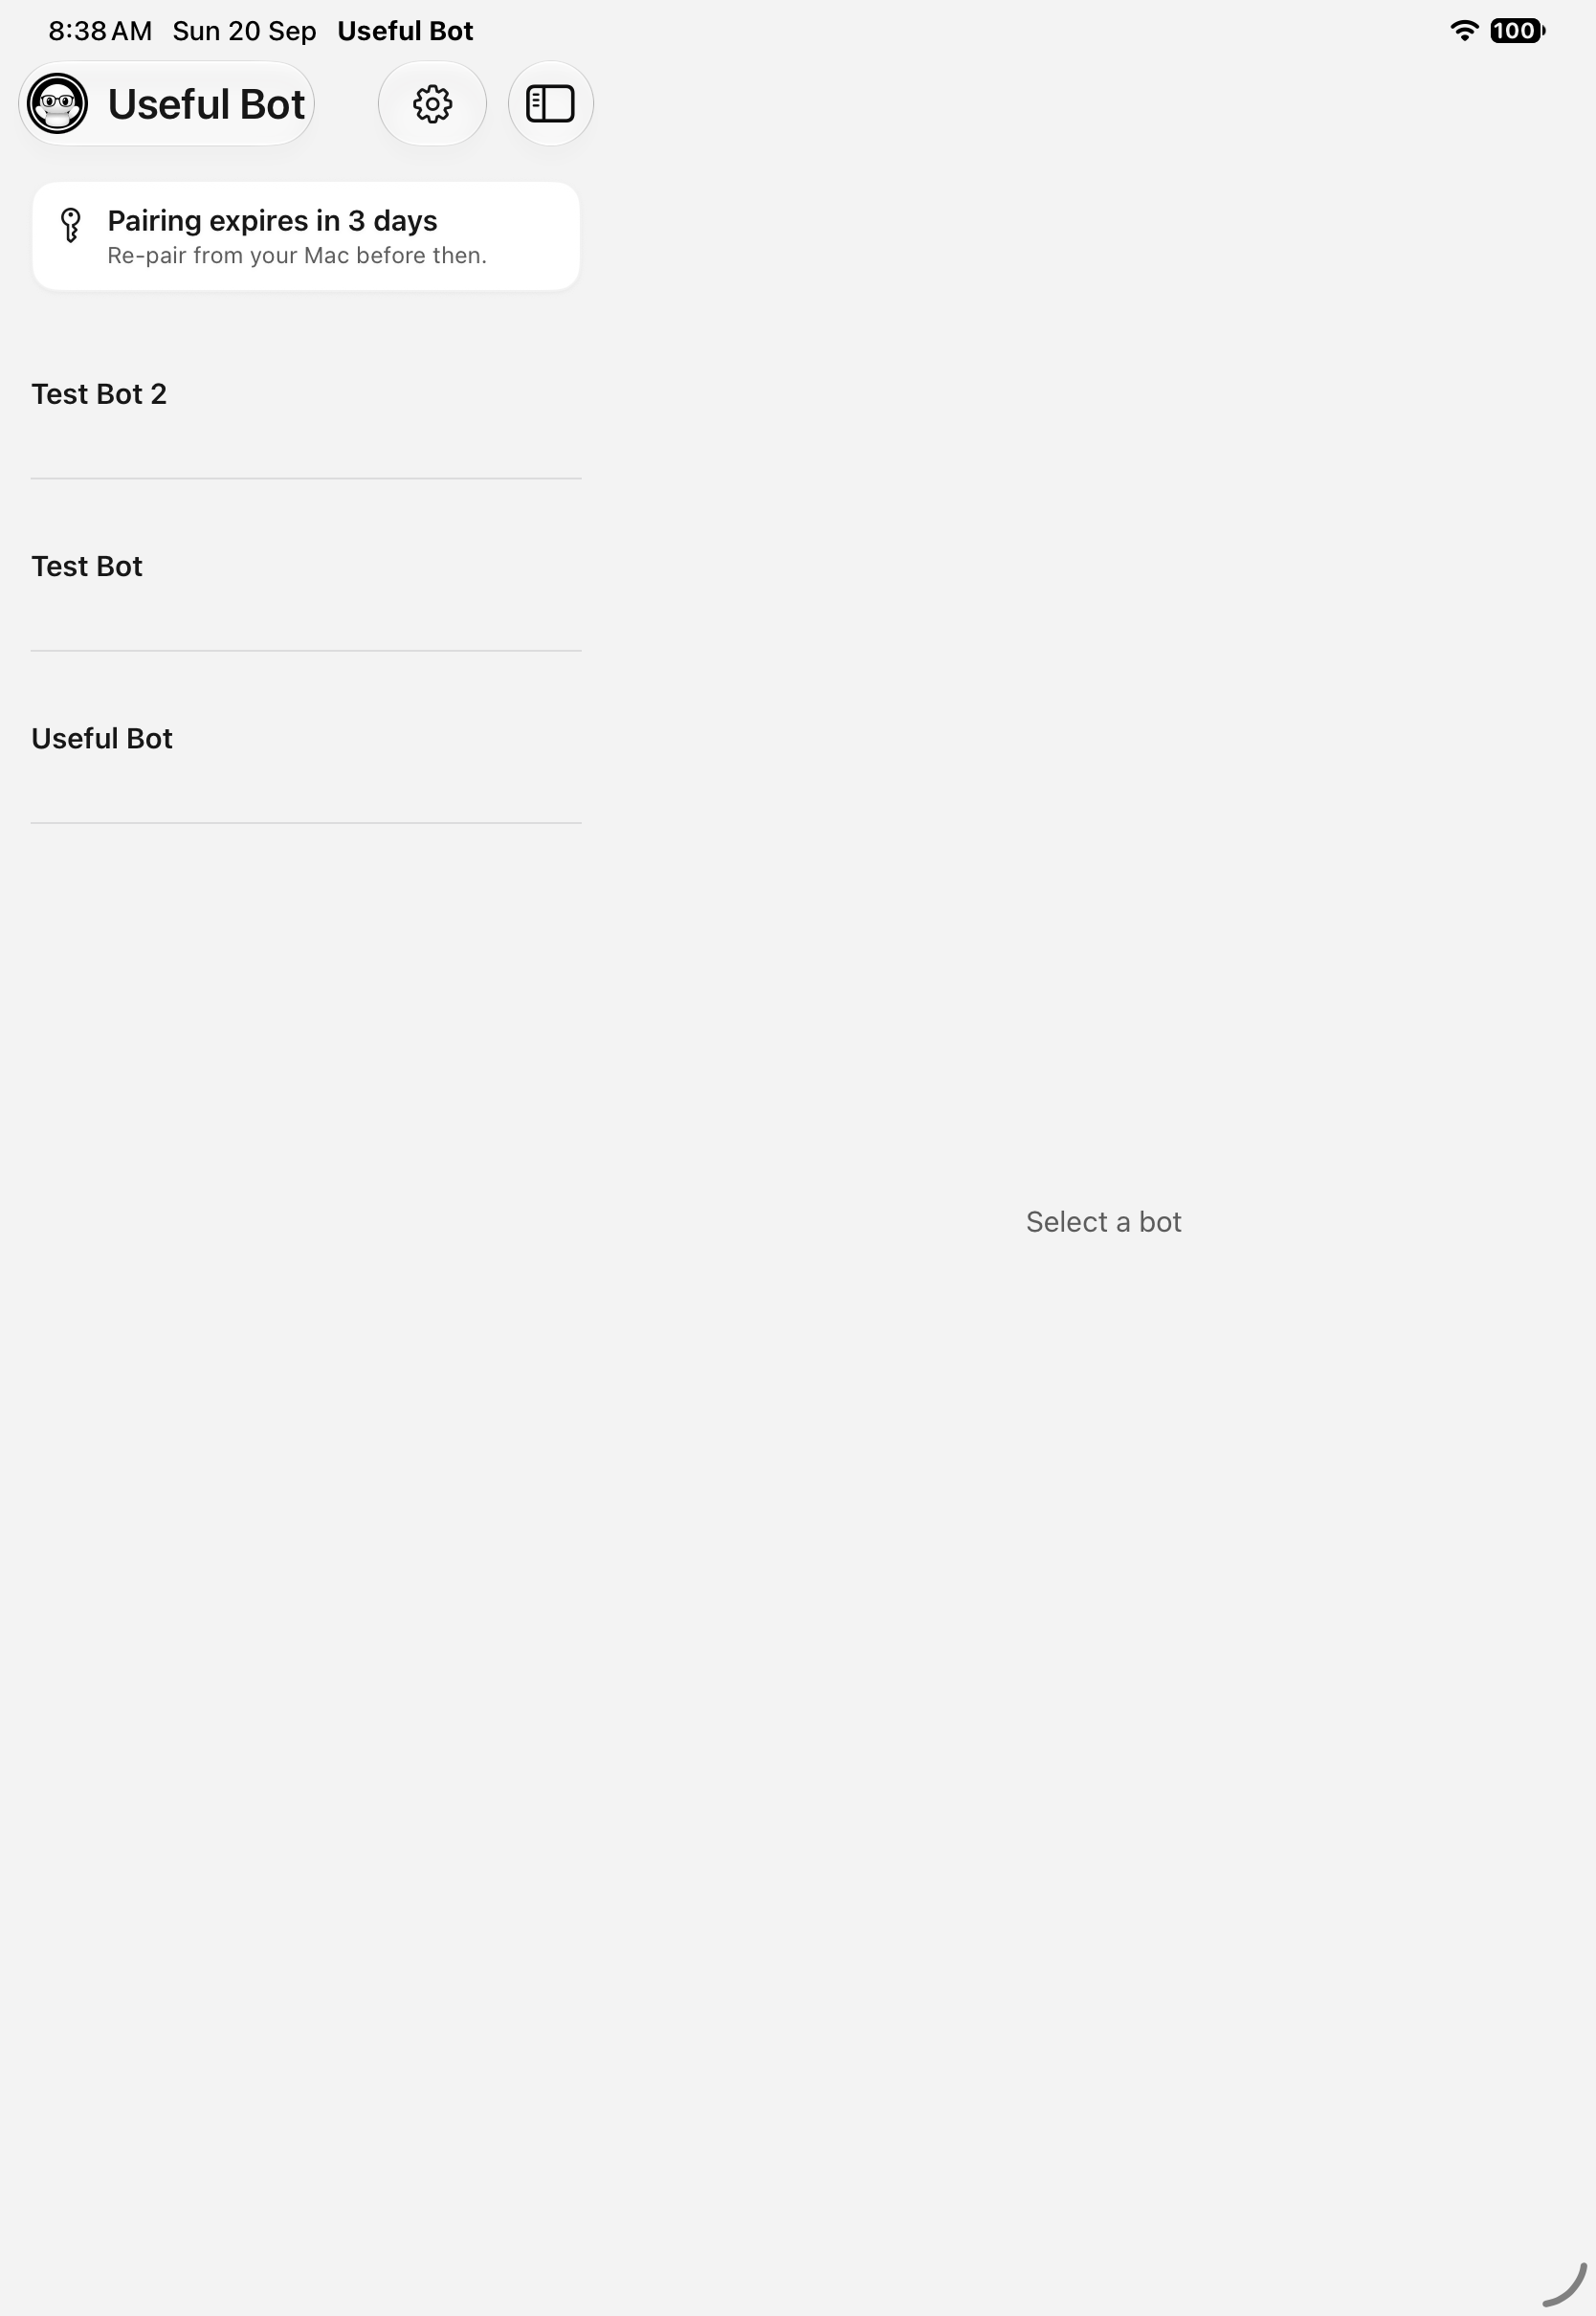 8:38 AM Sun 20 Sep Useful Bot
100
Useful Bot
Pairing expires in 3 days
Re-pair from your Mac before then.
Test Bot 2
Test Bot
Useful Bot
Select a bot